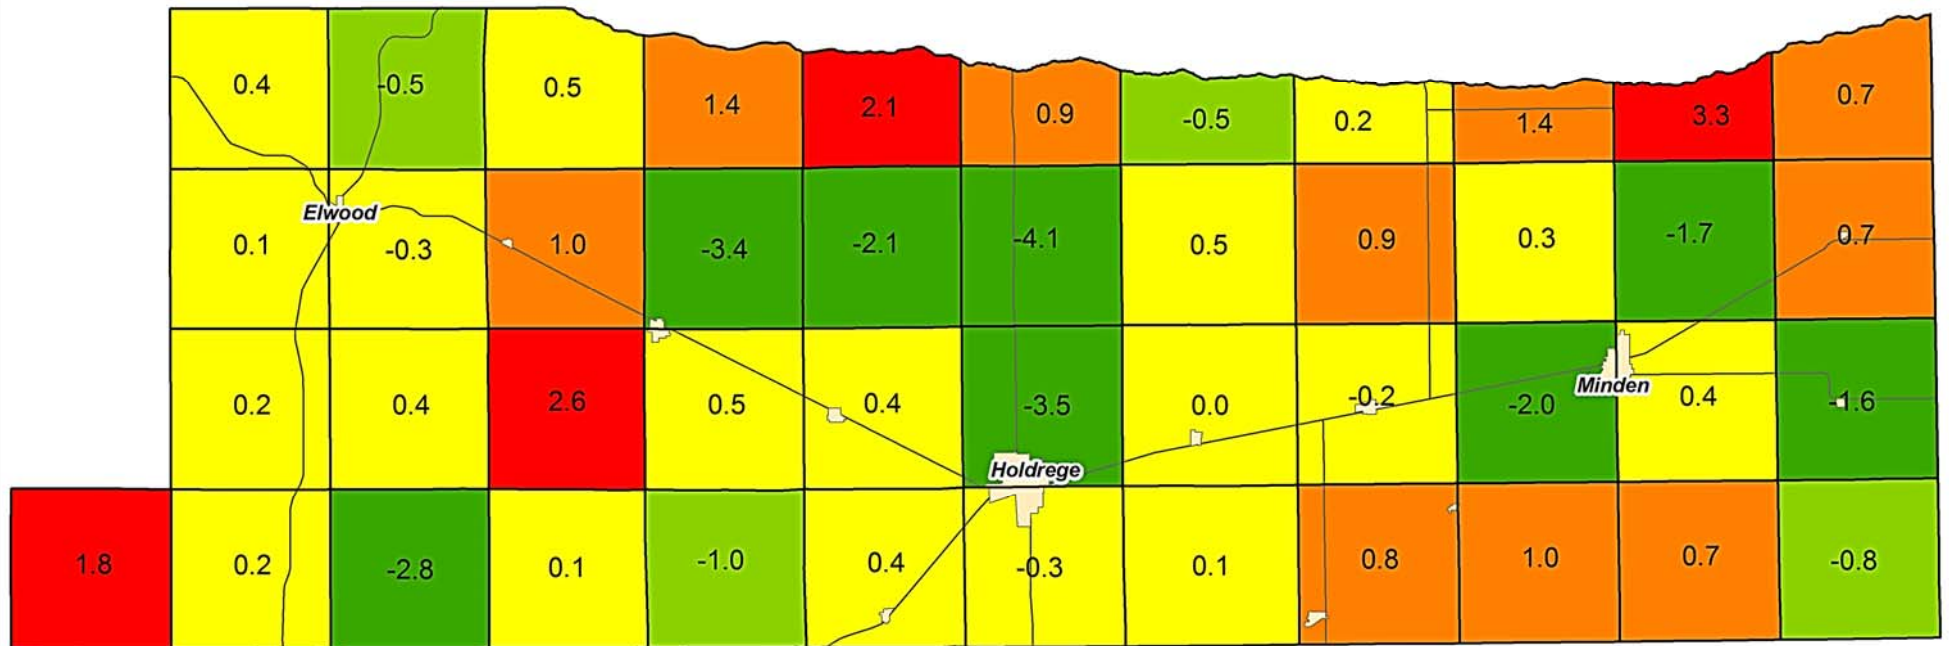 0.4 -0.5 0.5 1.4 2.1 0.9 -0.5 0.2 1.4 3.3 0.7
Elwood
0.1 -0.3 1.0 -3.4 -2.1 -4.1 0.5 0.9 0.3 -1.7 0.7
Minden
0.2 0.4 2.6 0.5 0.4 -3.5 0.0 -0.2 -2.0 0.4 -1.6
Holdrege
1.8 0.2 -2.8 0.1 -1.0 0.4 -0.3 0.1 0.8 1.0 0.7 -0.8